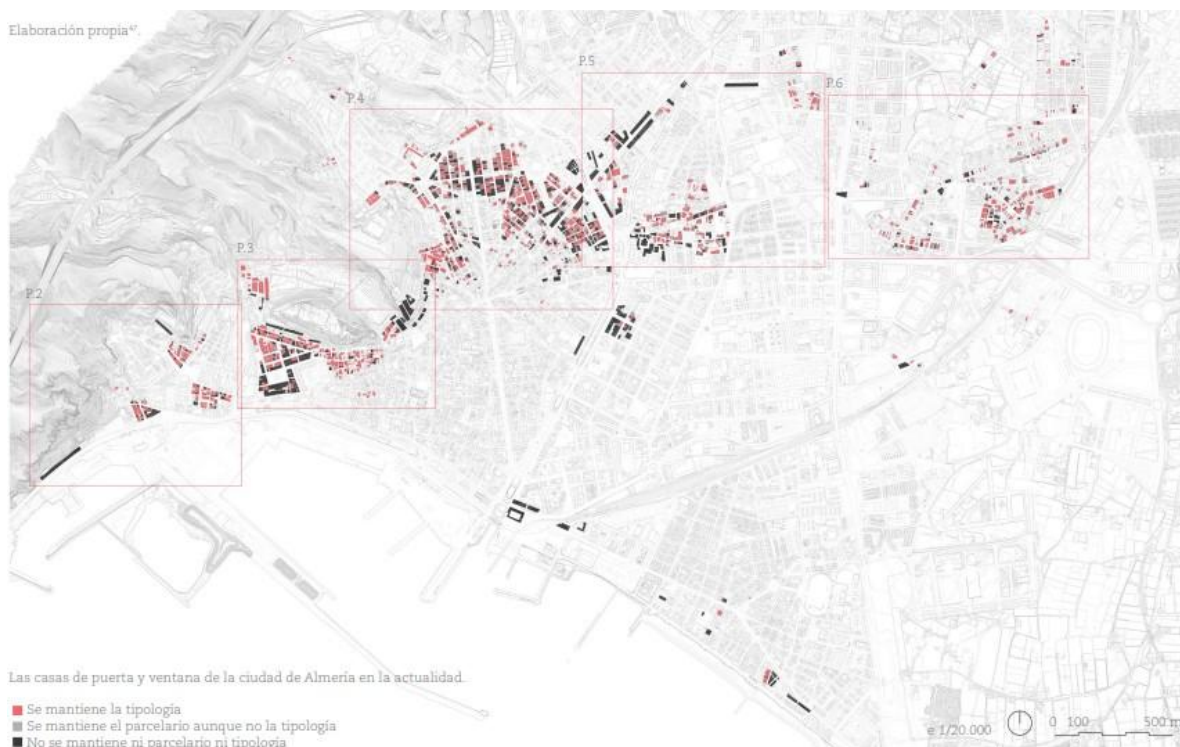 Elaboración propia⁴⁷.
P.5
P.6
P.4
P.3
P.2
Las casas de puerta y ventana de la ciudad de Almería en la actualidad.
Se mantiene la tipología
Se mantiene el parcelario aunque no la tipología
No se mantiene ni parcelario ni tipología
e 1/20.000 0 100 500 m